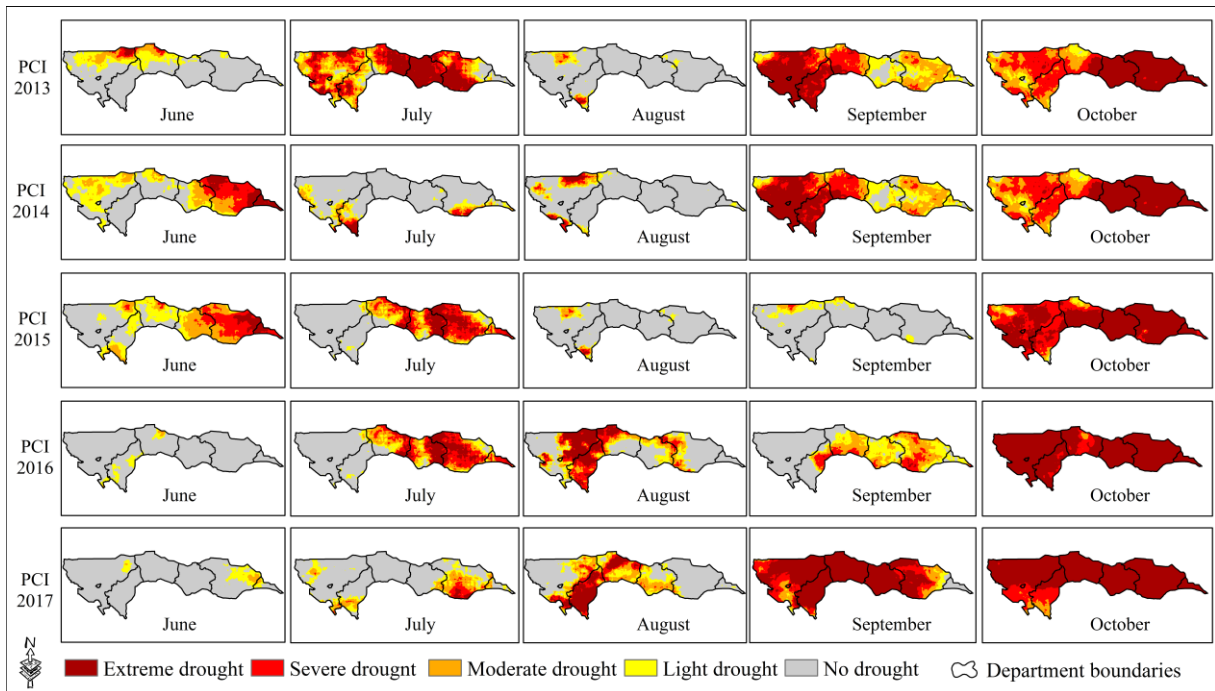 PCI
2013
June
July
August
September
October
PCI
2014
June
July
August
September
October
PCI
2015
June
July
August
September
October
PCI
2016
June
July
August
September
October
PCI
2017
June
July
August
September
October
N
Extreme drought Severe drougnt Moderate drought Light drought No drought Department boundaries